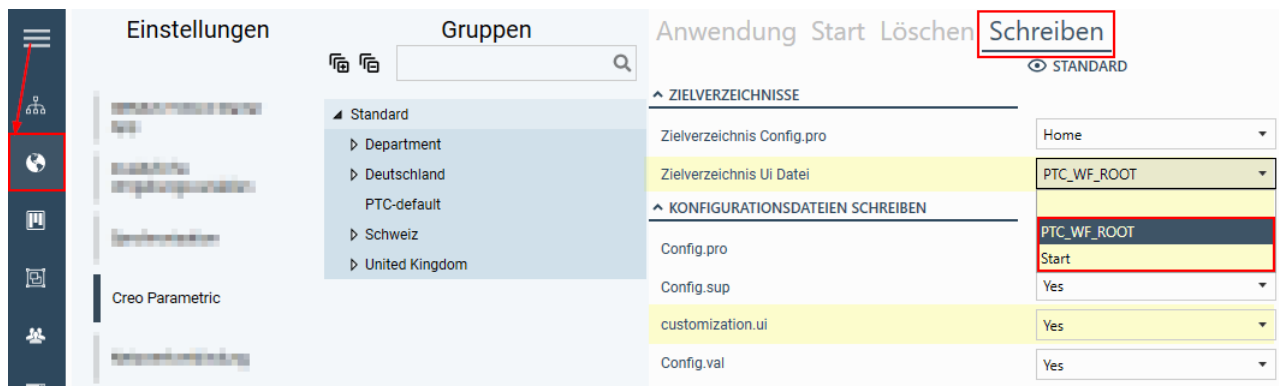 Einstellungen
Creo Parametric
Gruppen
Standard
Department
Deutschland
PTC-default
Schweiz
United Kingdom
Anwendung Start Löschen Schreiben
STANDARD
ZIELVERZEICHNISSE
Zielverzeichnis Config.pro Home
Zielverzeichnis Ui Datei PTC_WF_ROOT
PTC_WF_ROOT
Start
KONFIGURATIONSDATEIEN SCHREIBEN
Config.pro
Config.sup Yes
customization.ui Yes
Config.val Yes